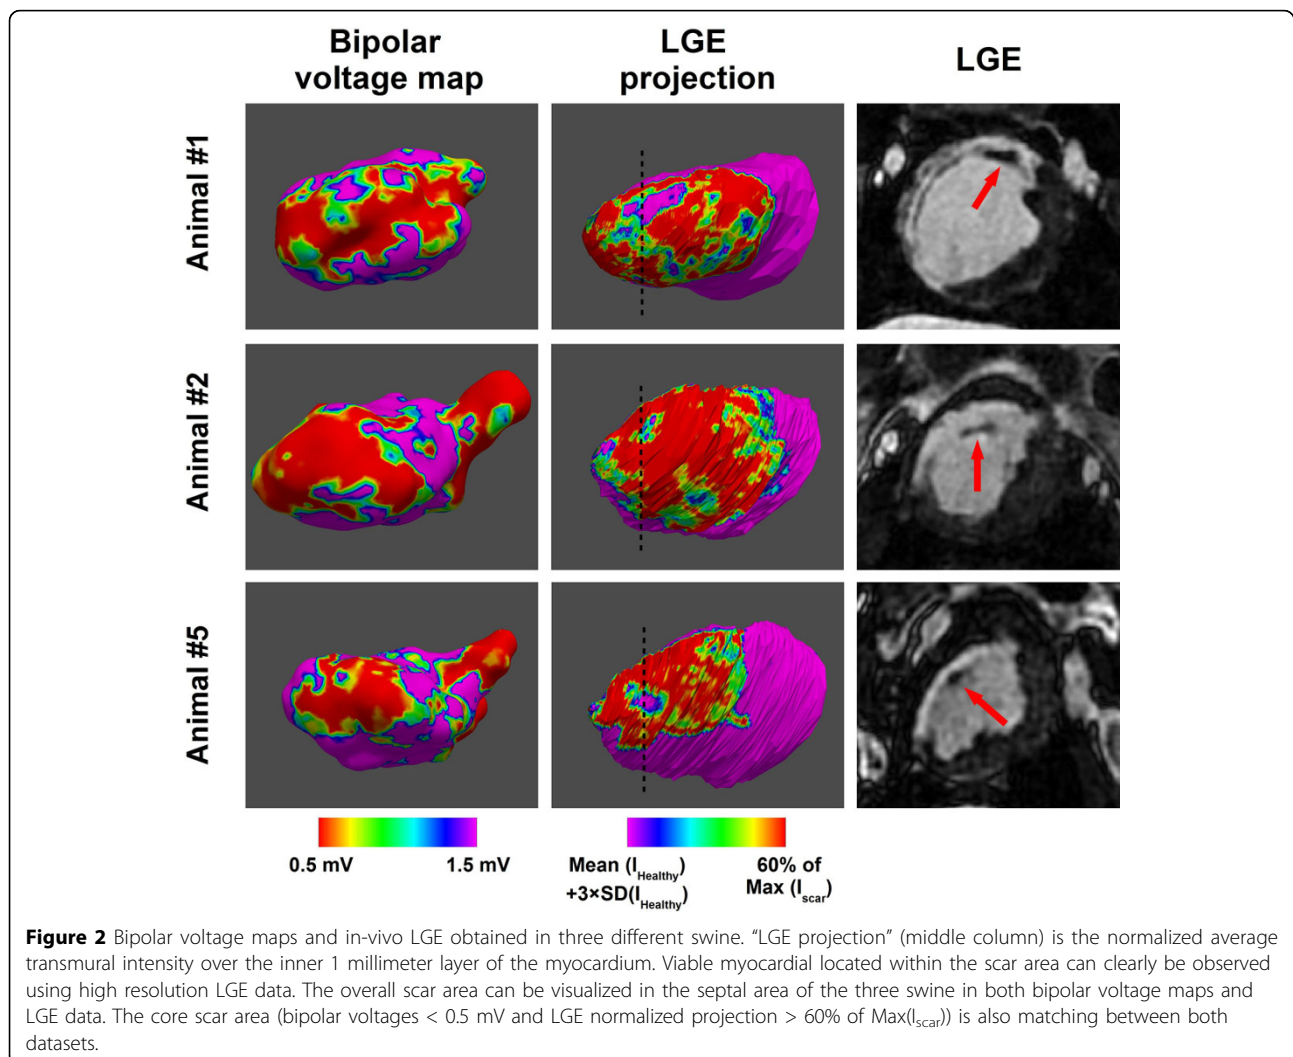 Bipolar
voltage map
LGE
projection
LGE
Animal #1
Animal #2
Animal #5
0.5 mV
1.5 mV
Mean (I_Healthy)
+3×SD(I_Healthy)
60% of
Max (I_scar)
Figure 2 Bipolar voltage maps and in-vivo LGE obtained in three different swine. "LGE projection" (middle column) is the normalized average
transmural intensity over the inner 1 millimeter layer of the myocardium. Viable myocardial located within the scar area can clearly be observed
using high resolution LGE data. The overall scar area can be visualized in the septal area of the three swine in both bipolar voltage maps and
LGE data. The core scar area (bipolar voltages < 0.5 mV and LGE normalized projection > 60% of Max(I_scar)) is also matching between both
datasets.